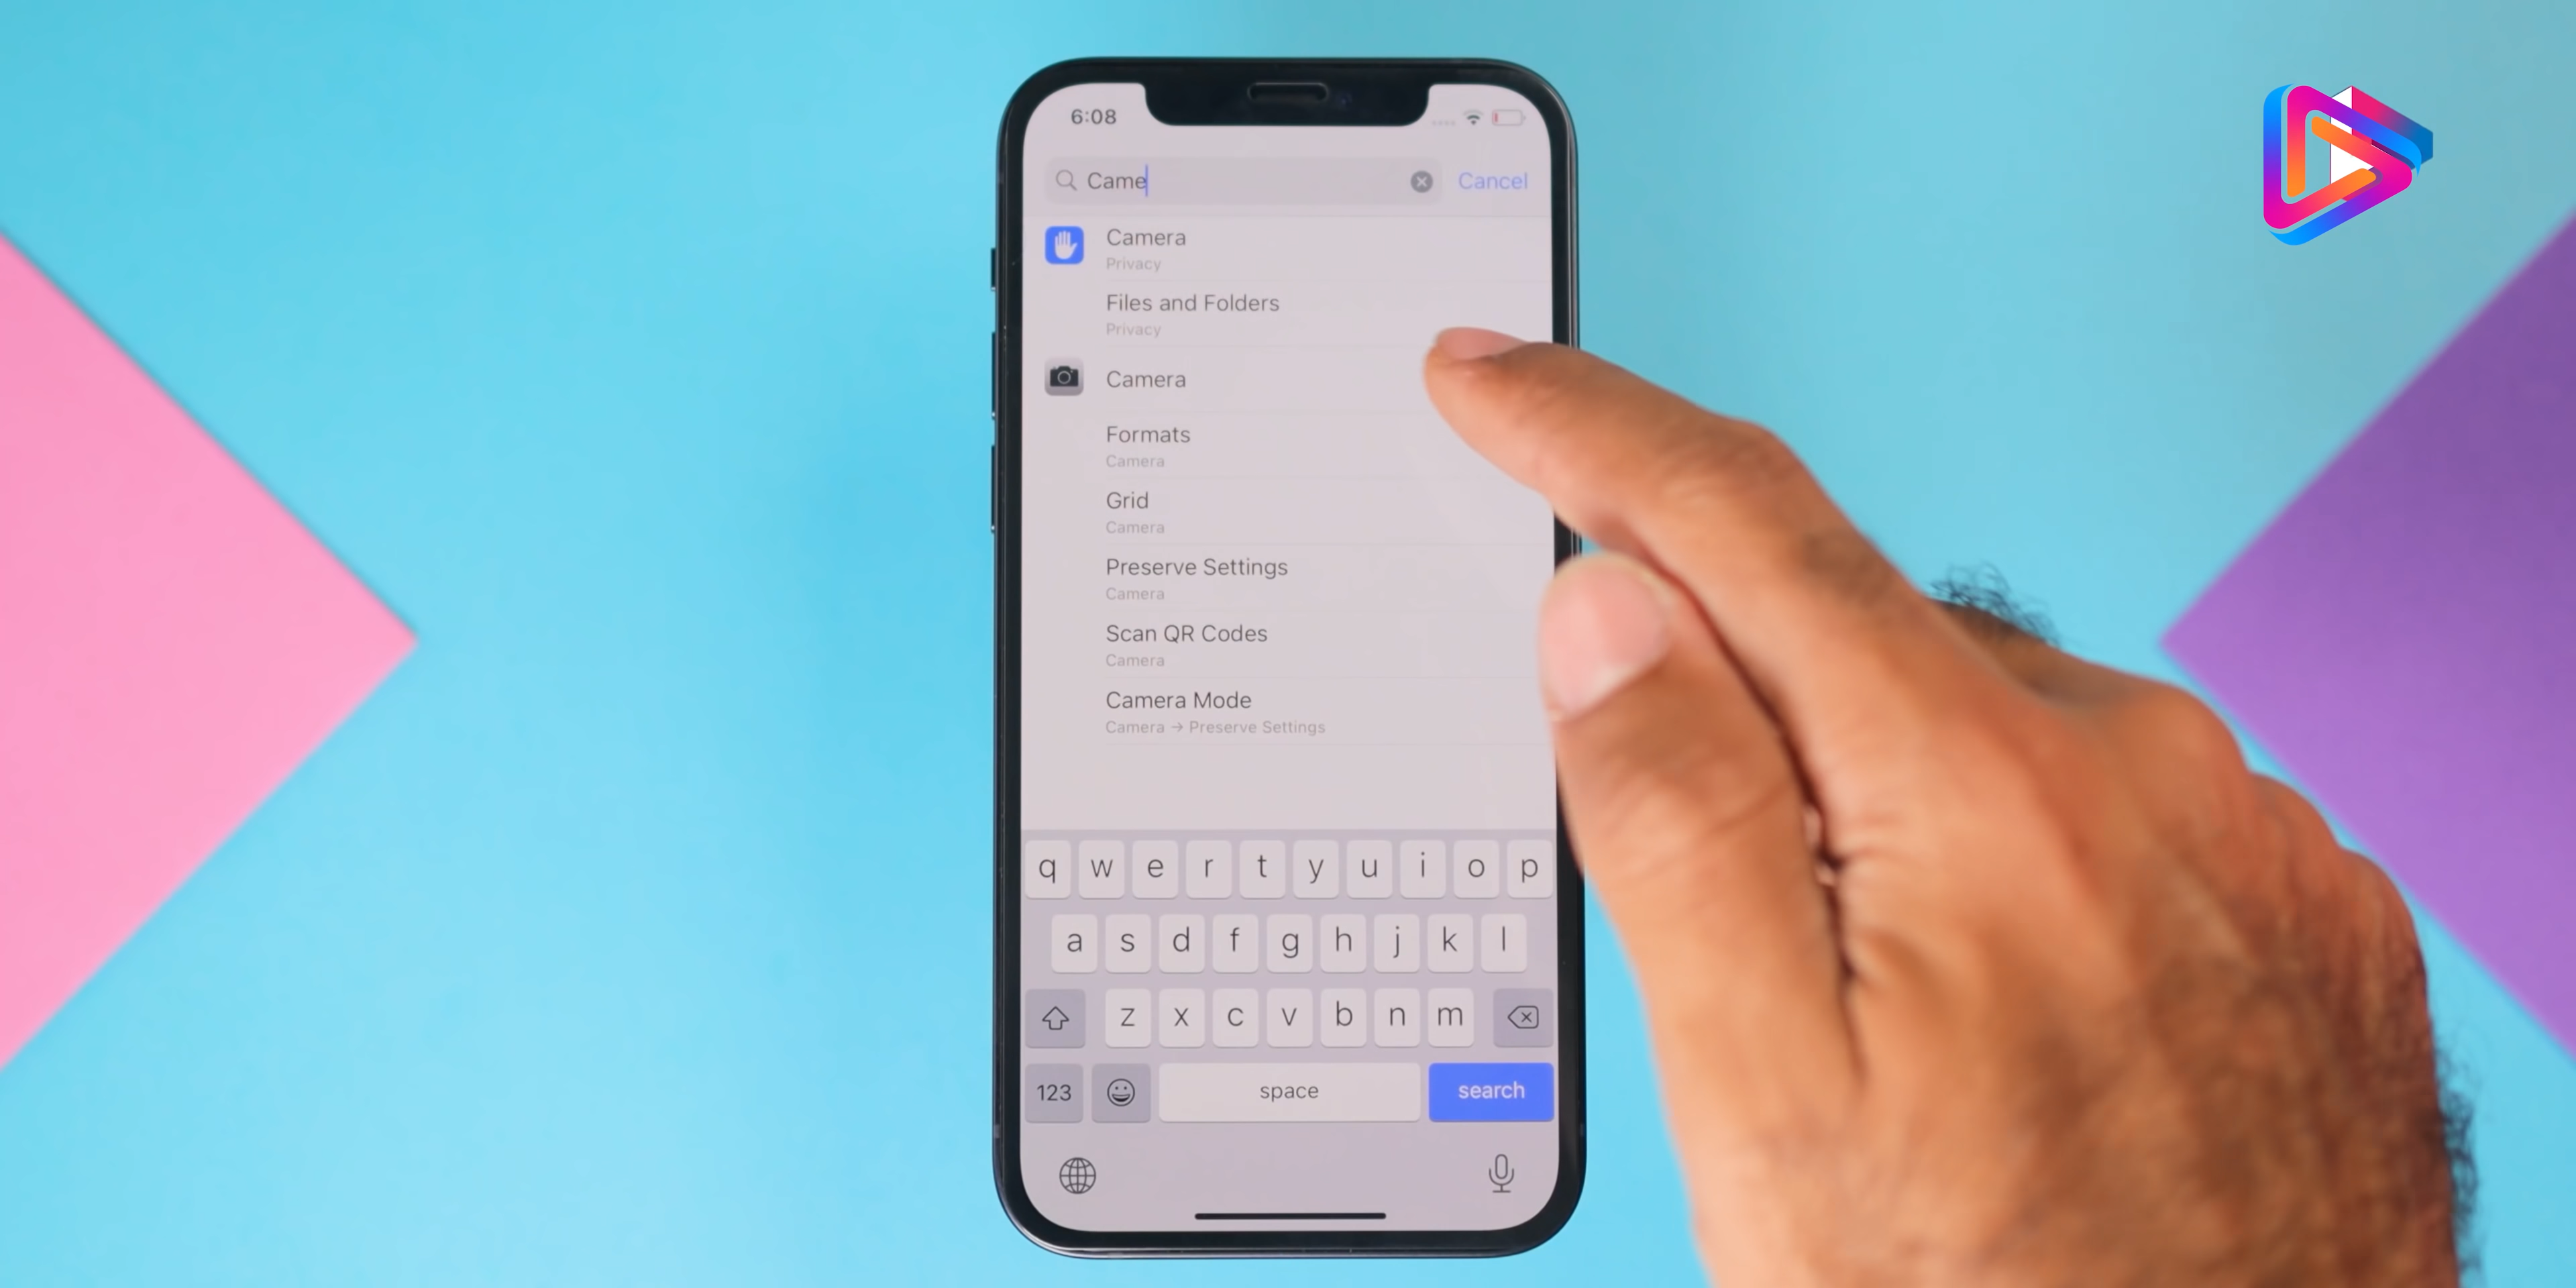 6:08
Came
Cancel
Camera
Privacy
Files and Folders
Privacy
Camera
Formats
Camera
Grid
Camera
Preserve Settings
Camera
Scan QR Codes
Camera
Camera Mode
Camera → Preserve Settings
q w e r t y u i o p
a s d f g h j k l
z x c v b n m
123 space search